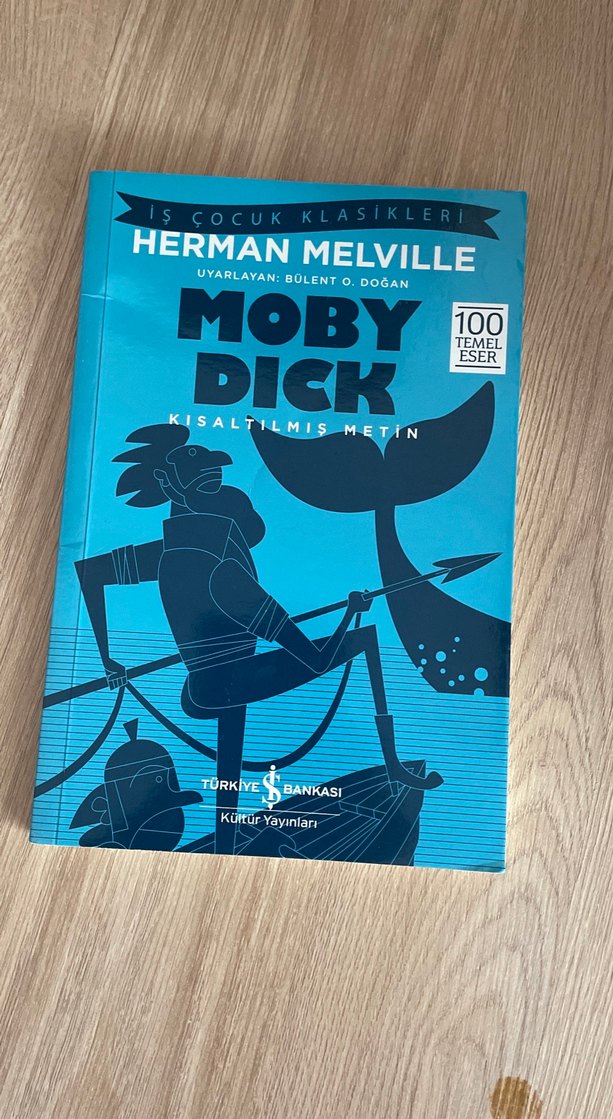 İŞ ÇOCUK KLASİKLERİ
HERMAN MELVILLE
UYARLAYAN: BÜLENT O. DOĞAN
MOBY
DICK
100
TEMEL
ESER
KISALTILMIŞ METİN
TÜRKİYE İŞ BANKASI
Kültür Yayınları